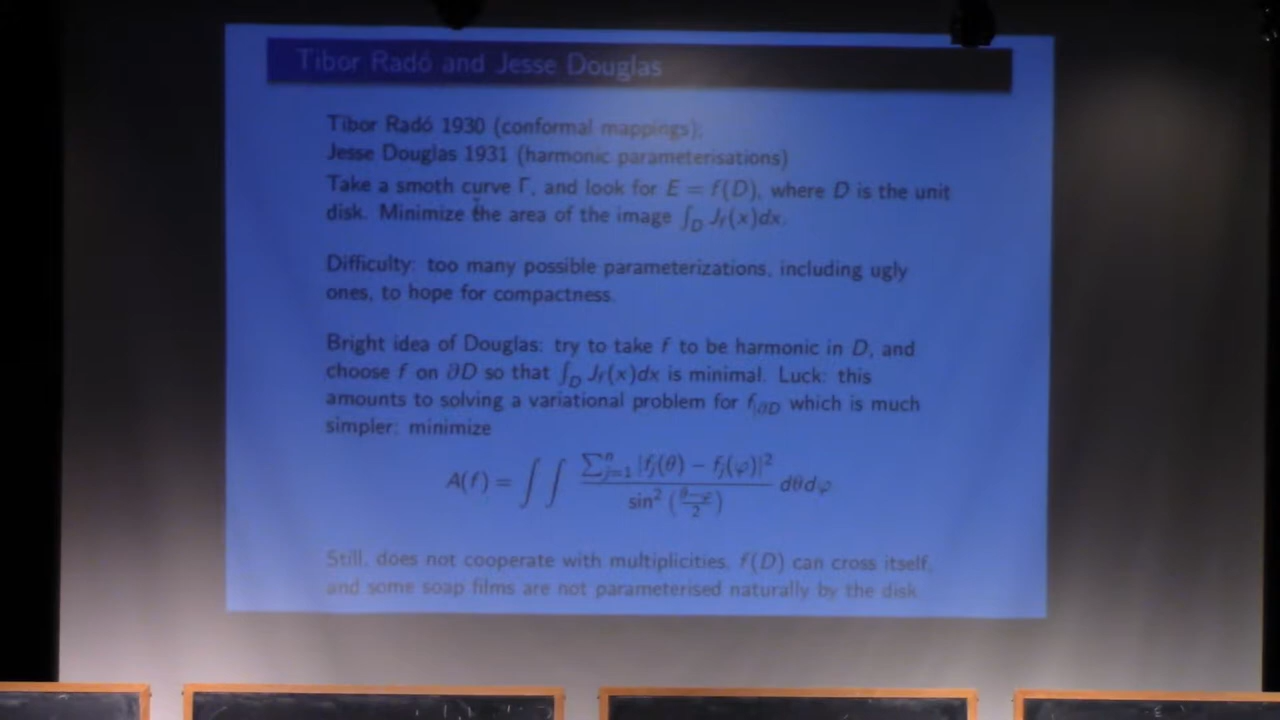 Tibor Radó and Jesse Douglas
Tibor Radó 1930 (conformal mappings);
Jesse Douglas 1931 (harmonic parameterisations)
Take a smoth curve Γ, and look for E = f(D), where D is the unit
disk. Minimize the area of the image ∫_D J_f(x)dx.
Difficulty: too many possible parameterizations, including ugly
ones, to hope for compactness.
Bright idea of Douglas: try to take f to be harmonic in D, and
choose f on ∂D so that ∫_D J_f(x)dx is minimal. Luck: this
amounts to solving a variational problem for f_{|∂D} which is much
simpler: minimize
A(f) = ∫∫ \frac{∑_{j=1}^{n} |f_j(θ) − f_j(φ)|^2}{sin^2 (\frac{θ−φ}{2})} dθdφ
Still, does not cooperate with multiplicities, f(D) can cross itself,
and some soap films are not parameterised naturally by the disk.